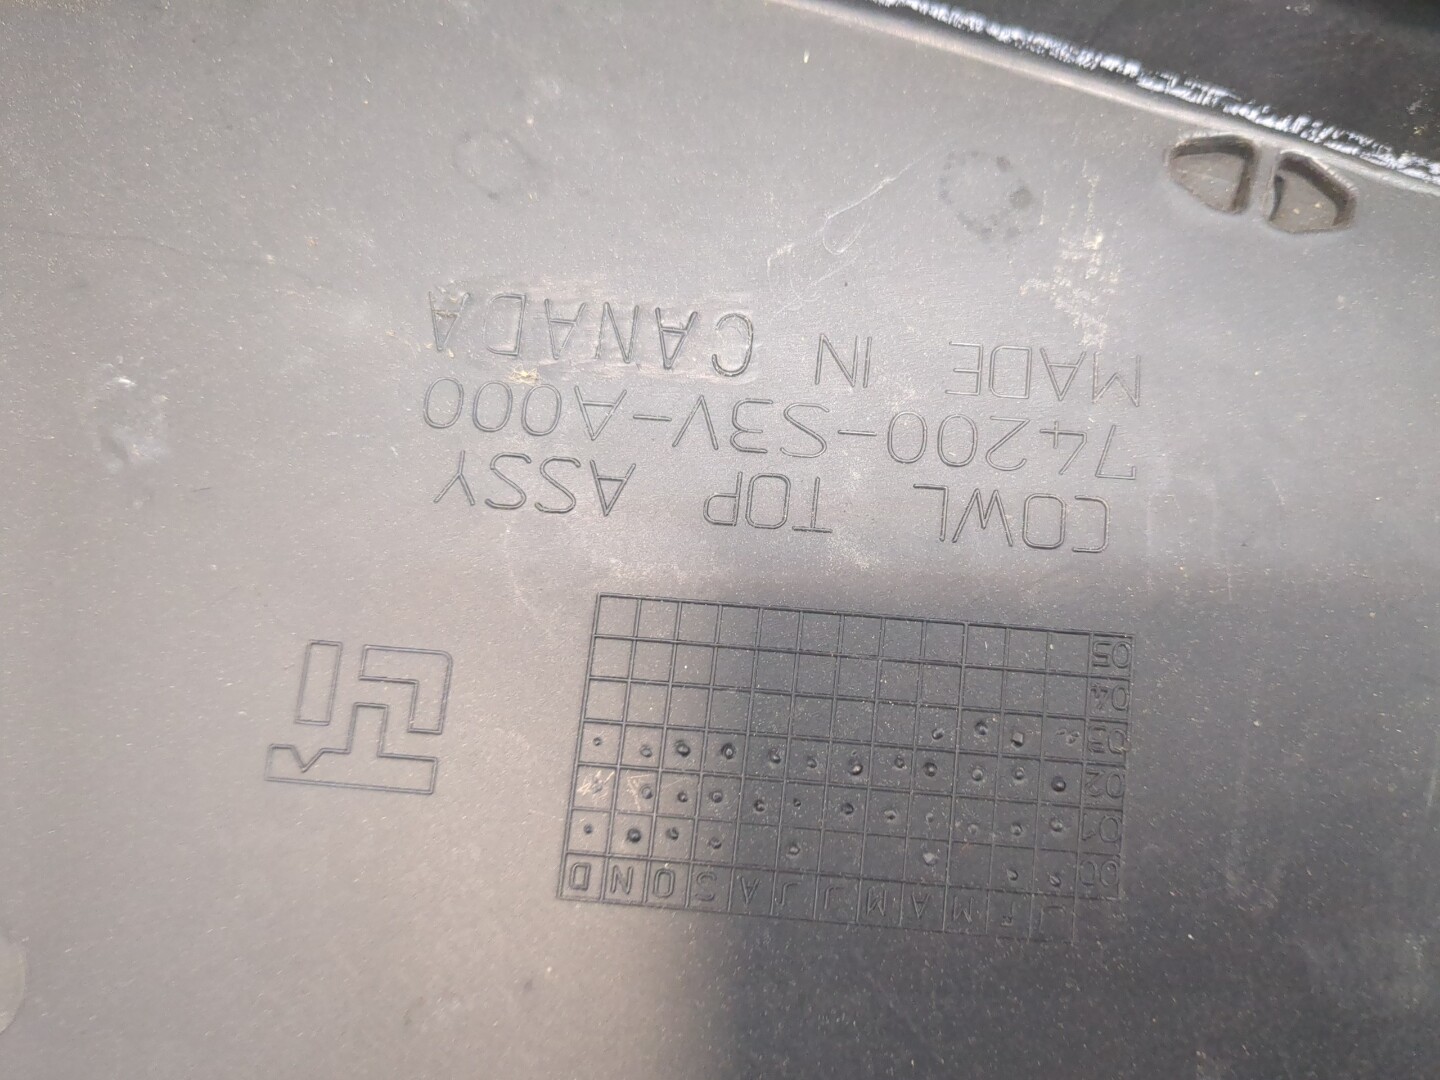 J F M A M J J A S O N D
00
01
02
03
04
05
COWL TOP ASSY
74200-S3V-A000
MADE IN CANADA